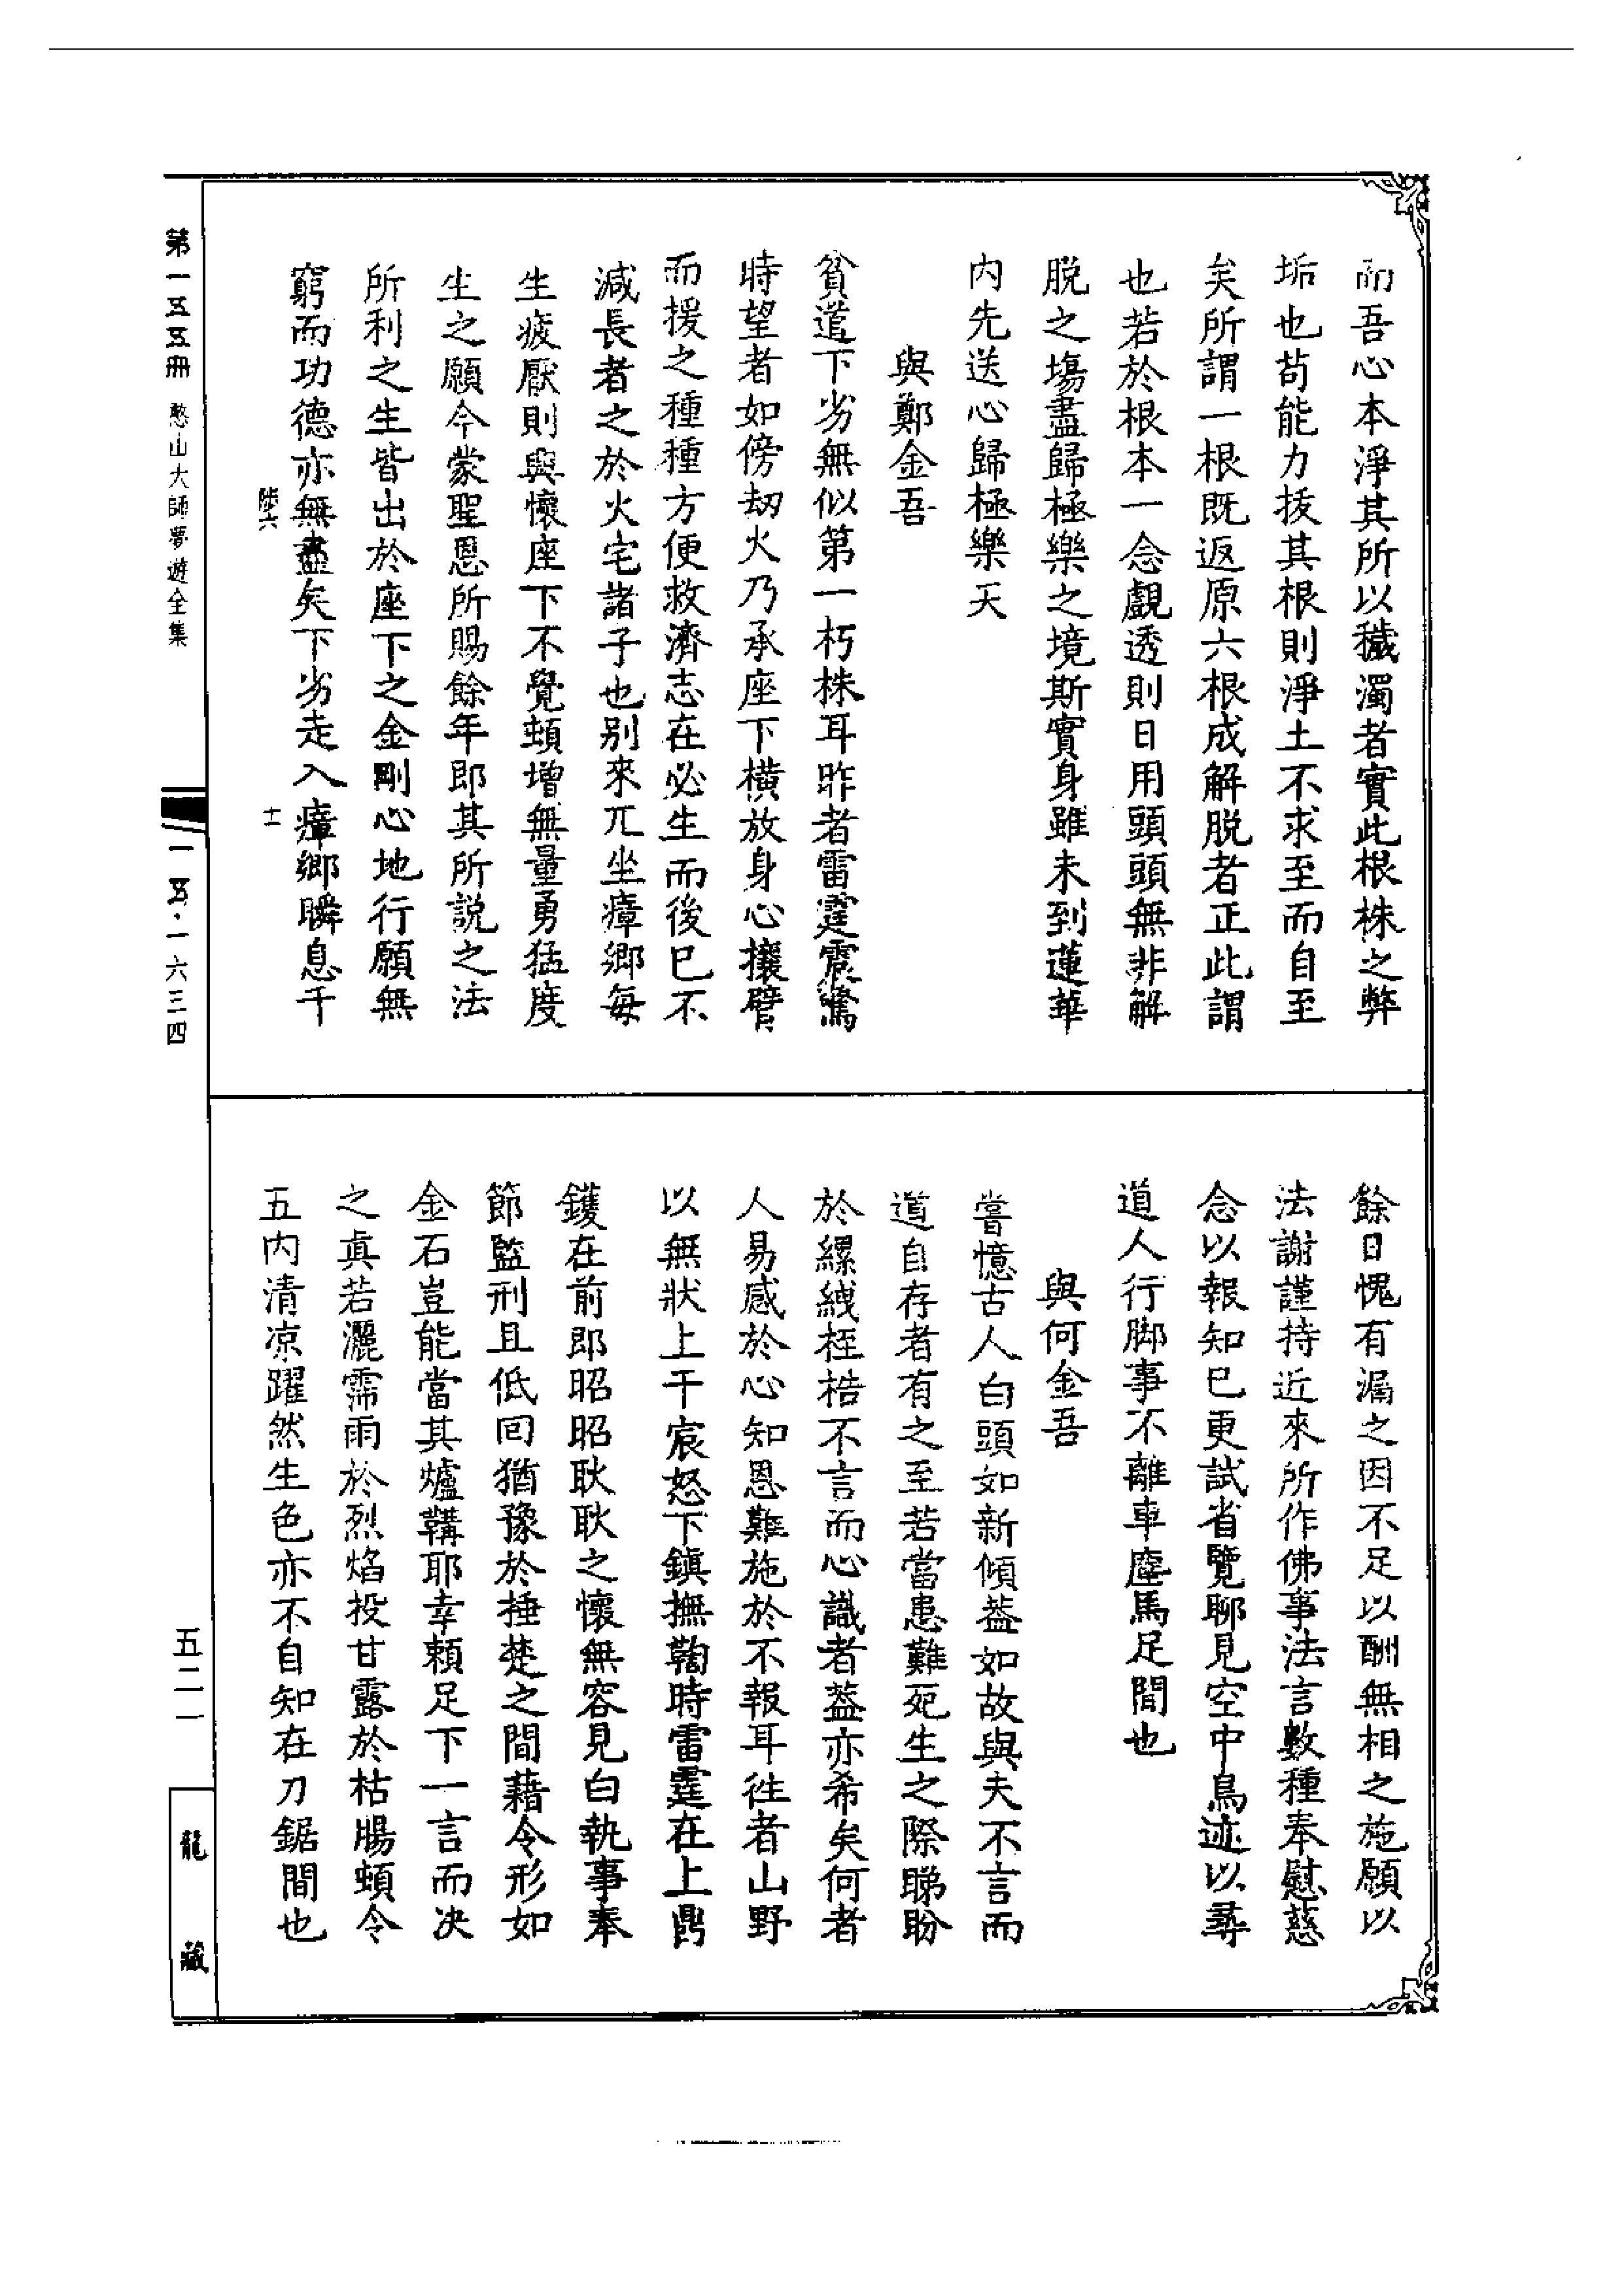 而吾心本淨其所以穢濁者實此根株之弊
垢也苟能力拔其根則淨土不求至而自至
矣所謂一根既返原六根成解脫者正此謂
也若於根本一念覷透則日用頭頭無非解
脫之場盡歸極樂之境斯實身雖未到蓮華
內先送心歸極樂天
與鄭金吾
貧道下劣無似第一朽株耳昨者雷霆震驚
時望者如傍劫火乃承座下橫放身心攘臂
而援之種種方便救濟志在必生而後已不
減長者之於火宅諸子也別來兀坐瘴鄉每
生疲厭則與懷座下不覺頓增無量勇猛度
生之願今蒙聖恩所賜餘年即其所說之法
所利之生皆出於座下之金剛心地行願無
窮而功德亦無盡矣下劣走入瘴鄉瞬息千
陟六
十二
餘日愧有漏之因不足以酬無相之施願以
法謝謹持近來所作佛事法言數種奉慰慈
念以報知已更試省覽聊見空中鳥迹以尋
道人行脚事不離車塵馬足間也
與何金吾
嘗憶古人白頭如新傾葢如故與夫不言而
道自存者有之至若當患難死生之際睇盼
於縲絏桎梏不言而心識者葢亦希矣何者
人易感於心知恩難施於不報耳往者山野
以無狀上干宸怒下鎮撫鞫時雷霆在上鼎
鑊在前即昭昭耿耿之懷無容見白執事奉
節監刑且低回猶豫於捶楚之間藉令形如
金石豈能當其爐鞴耶幸賴足下一言而决
之真若灑霈雨於烈焰投甘露於枯腸頓令
五內清凉躍然生色亦不自知在刀鋸間也
第一五五冊 憨山大師夢遊全集
一五·一六三四
五二一
龍藏